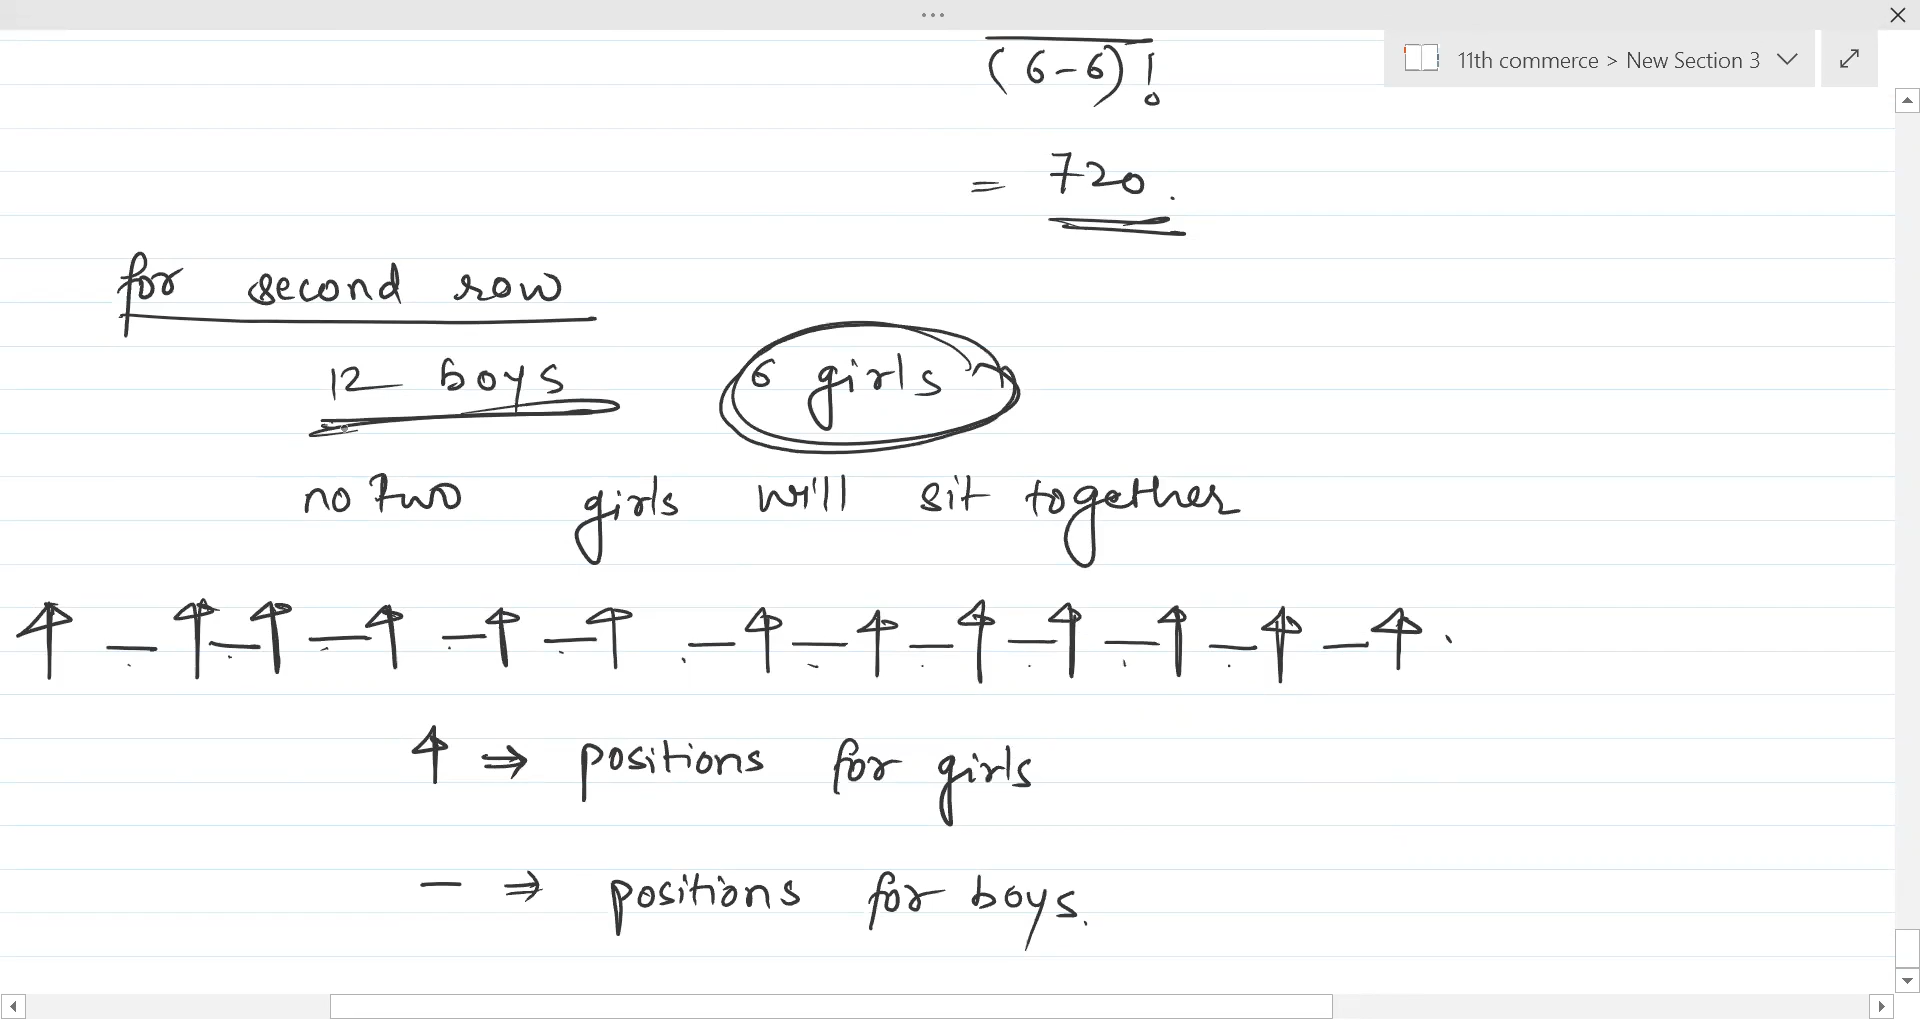 11th commerce > New Section 3
(6-6)!
= 720.
for second row
12 boys 6 girls
no two girls will sit together
↑ _ ↑ _ ↑ _ ↑ _ ↑ _ ↑ _ ↑ _ ↑ _ ↑ _ ↑ _ ↑ _ ↑ _ ↑ .
↑ ⇒ positions for girls
— ⇒ positions for boys.